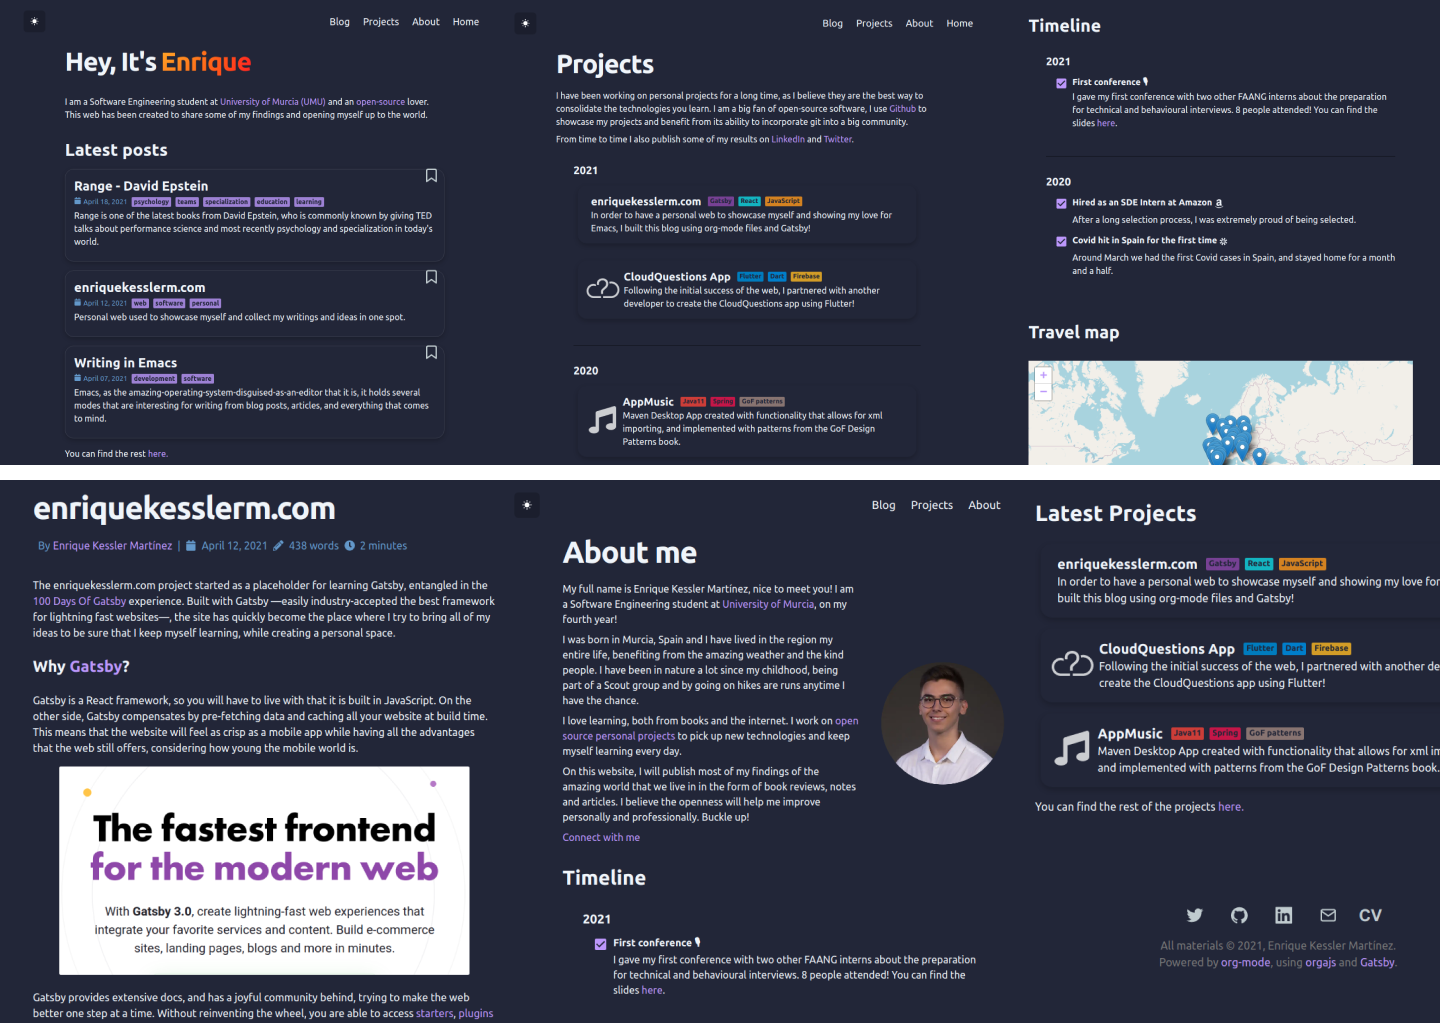 Blog Projects About Home
Hey, It's Enrique
I am a Software Engineering student at University of Murcia (UMU) and an open-source lover.
This web has been created to share some of my findings and opening myself up to the world.
Latest posts
Range - David Epstein
April 18, 2021 psychology teams specialization education learning
Range is one of the latest books from David Epstein, who is commonly known by giving TED
talks about performance science and most recently psychology and specialization in today's
world.
enriquekesslerm.com
April 12, 2021 web software personal
Personal web used to showcase myself and collect my writings and ideas in one spot.
Writing in Emacs
April 07, 2021 development software
Emacs, as the amazing-operating-system-disguised-as-an-editor that it is, it holds several
modes that are interesting for writing from blog posts, articles, and everything that comes
to mind.
You can find the rest here.
Blog Projects About Home
Projects
I have been working on personal projects for a long time, as I believe they are the best way to
consolidate the technologies you learn. I am a big fan of open-source software, I use Github to
showcase my projects and benefit from its ability to incorporate git into a big community.
From time to time I also publish some of my results on LinkedIn and Twitter.
2021
enriquekesslerm.com Gatsby React JavaScript
In order to have a personal web to showcase myself and showing my love for
Emacs, I built this blog using org-mode files and Gatsby!
CloudQuestions App Flutter Dart Firebase
Following the initial success of the web, I partnered with another
developer to create the CloudQuestions app using Flutter!
2020
AppMusic Java11 Spring GoF patterns
Maven Desktop App created with functionality that allows for xml
importing, and implemented with patterns from the GoF Design
Patterns book.
Timeline
2021
First conference
I gave my first conference with two other FAANG interns about the preparation
for technical and behavioural interviews. 8 people attended! You can find the
slides here.
2020
Hired as an SDE Intern at Amazon
After a long selection process, I was extremely proud of being selected.
Covid hit in Spain for the first time
Around March we had the first Covid cases in Spain, and stayed home for a month
and a half.
Travel map
+
−
enriquekesslerm.com
By Enrique Kessler Martínez | April 12, 2021 438 words 2 minutes
The enriquekesslerm.com project started as a placeholder for learning Gatsby, entangled in the
100 Days Of Gatsby experience. Built with Gatsby —easily industry-accepted the best framework
for lightning fast websites—, the site has quickly become the place where I try to bring all of my
ideas to be sure that I keep myself learning, while creating a personal space.
Why Gatsby?
Gatsby is a React framework, so you will have to live with that it is built in JavaScript. On the
other side, Gatsby compensates by pre-fetching data and caching all your website at build time.
This means that the website will feel as crisp as a mobile app while having all the advantages
that the web still offers, considering how young the mobile world is.
The fastest frontend
for the modern web
With Gatsby 3.0, create lightning-fast web experiences that
integrate your favorite services and content. Build e-commerce
sites, landing pages, blogs and more in minutes.
Gatsby provides extensive docs, and has a joyful community behind, trying to make the web
better one step at a time. Without reinventing the wheel, you are able to access starters, plugins
Blog Projects About
About me
My full name is Enrique Kessler Martínez, nice to meet you! I am
a Software Engineering student at University of Murcia, on my
fourth year!
I was born in Murcia, Spain and I have lived in the region my
entire life, benefiting from the amazing weather and the kind
people. I have been in nature a lot since my childhood, being
part of a Scout group and by going on hikes are runs anytime I
have the chance.
I love learning, both from books and the internet. I work on open
source personal projects to pick up new technologies and keep
myself learning every day.
On this website, I will publish most of my findings of the
amazing world that we live in in the form of book reviews, notes
and articles. I believe the openness will help me improve
personally and professionally. Buckle up!
Connect with me
Timeline
2021
First conference
I gave my first conference with two other FAANG interns about the preparation
for technical and behavioural interviews. 8 people attended! You can find the
slides here.
Latest Projects
enriquekesslerm.com Gatsby React JavaScript
In order to have a personal web to showcase myself and showing my love for
built this blog using org-mode files and Gatsby!
CloudQuestions App Flutter Dart Firebase
Following the initial success of the web, I partnered with another de
create the CloudQuestions app using Flutter!
AppMusic Java11 Spring GoF patterns
Maven Desktop App created with functionality that allows for xml im
and implemented with patterns from the GoF Design Patterns book.
You can find the rest of the projects here.
CV
All materials © 2021, Enrique Kessler Martínez.
Powered by org-mode, using orgajs and Gatsby.